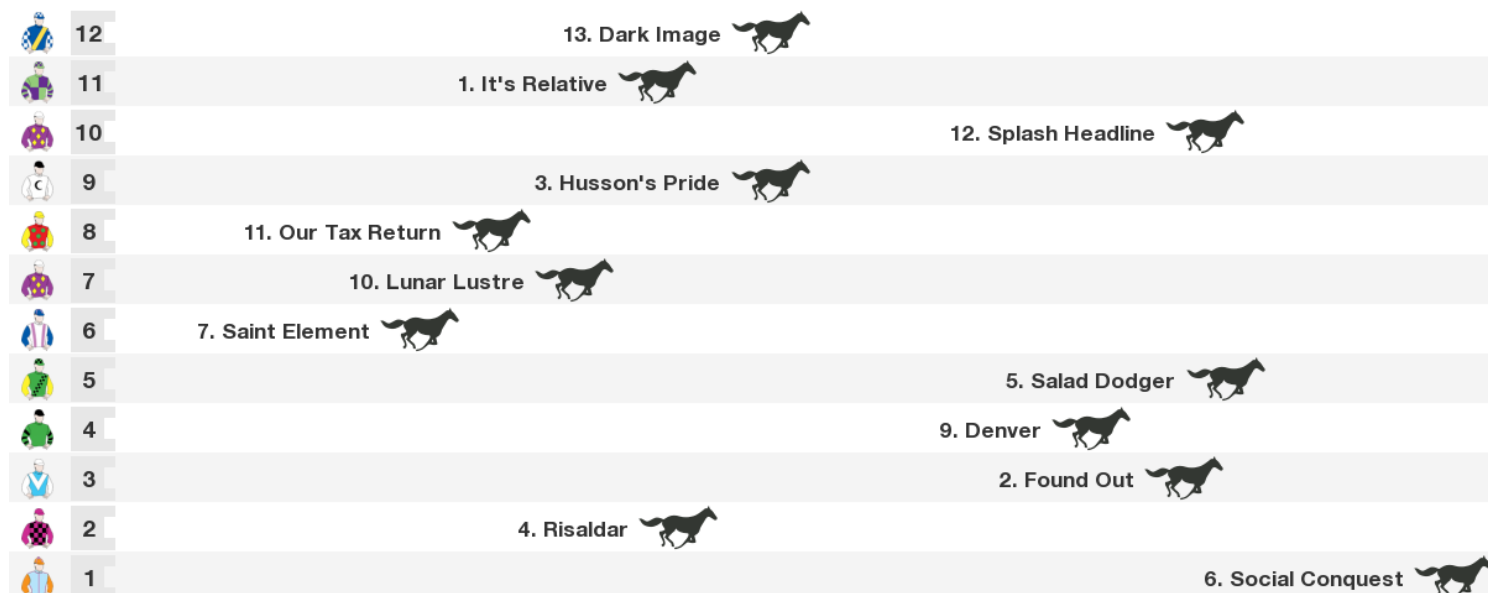 12 13. Dark Image
11 1. It's Relative
10 12. Splash Headline
9 3. Husson's Pride
8 11. Our Tax Return
7 10. Lunar Lustre
6 7. Saint Element
5 5. Salad Dodger
4 9. Denver
3 2. Found Out
2 4. Risaldar
1 6. Social Conquest